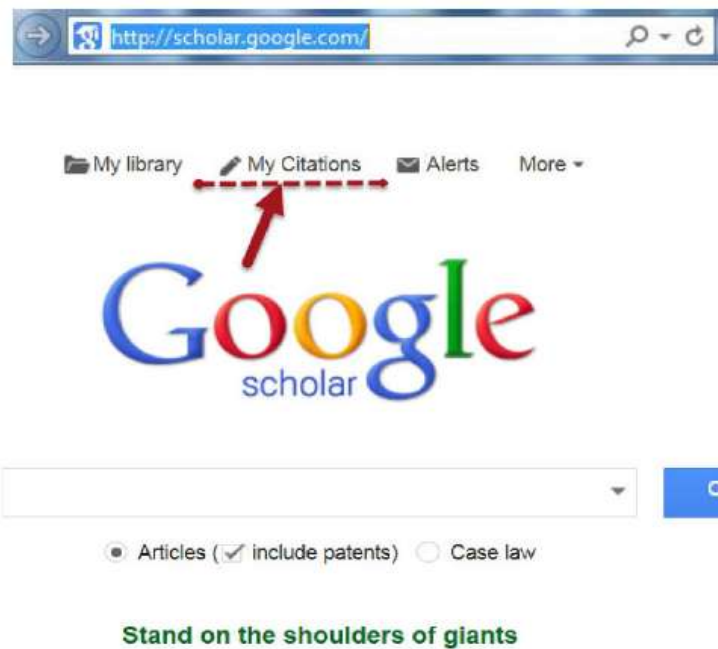 http://scholar.google.com/
My library My Citations Alerts More
Google
scholar
Articles ( include patents) Case law
Stand on the shoulders of giants